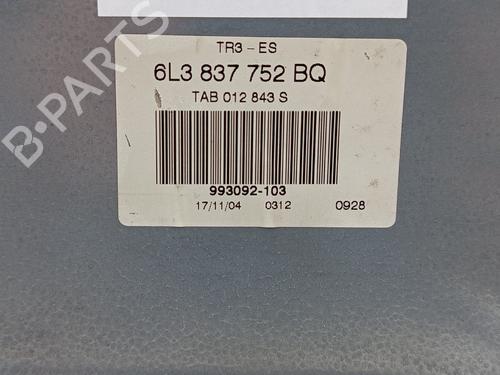 TR3-ES
6L3 837 752 BQ
TAB 012 843 S
993092-103
17/11/04 0312 0928
B-PARTS